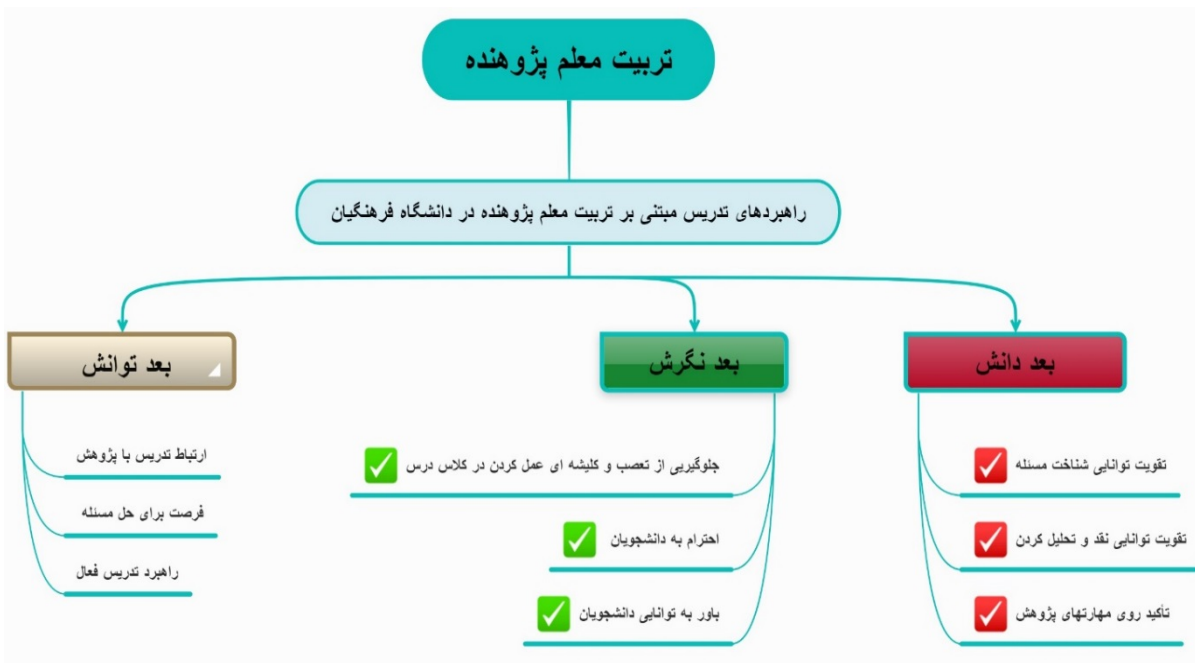 تربیت معلم پژوهنده
راهبردهای تدریس مبتنی بر تربیت معلم پژوهنده در دانشگاه فرهنگیان
بعد دانش
تقویت توانایی شناخت مسئله
تقویت توانایی نقد و تحلیل کردن
تأکید روی مهارتهای پژوهش
بعد نگرش
جلوگیریی از تعصب و کلیشه ای عمل کردن در کلاس درس
احترام به دانشجویان
باور به توانایی دانشجویان
بعد توانش
ارتباط تدریس با پژوهش
فرصت برای حل مسئله
راهبرد تدریس فعال